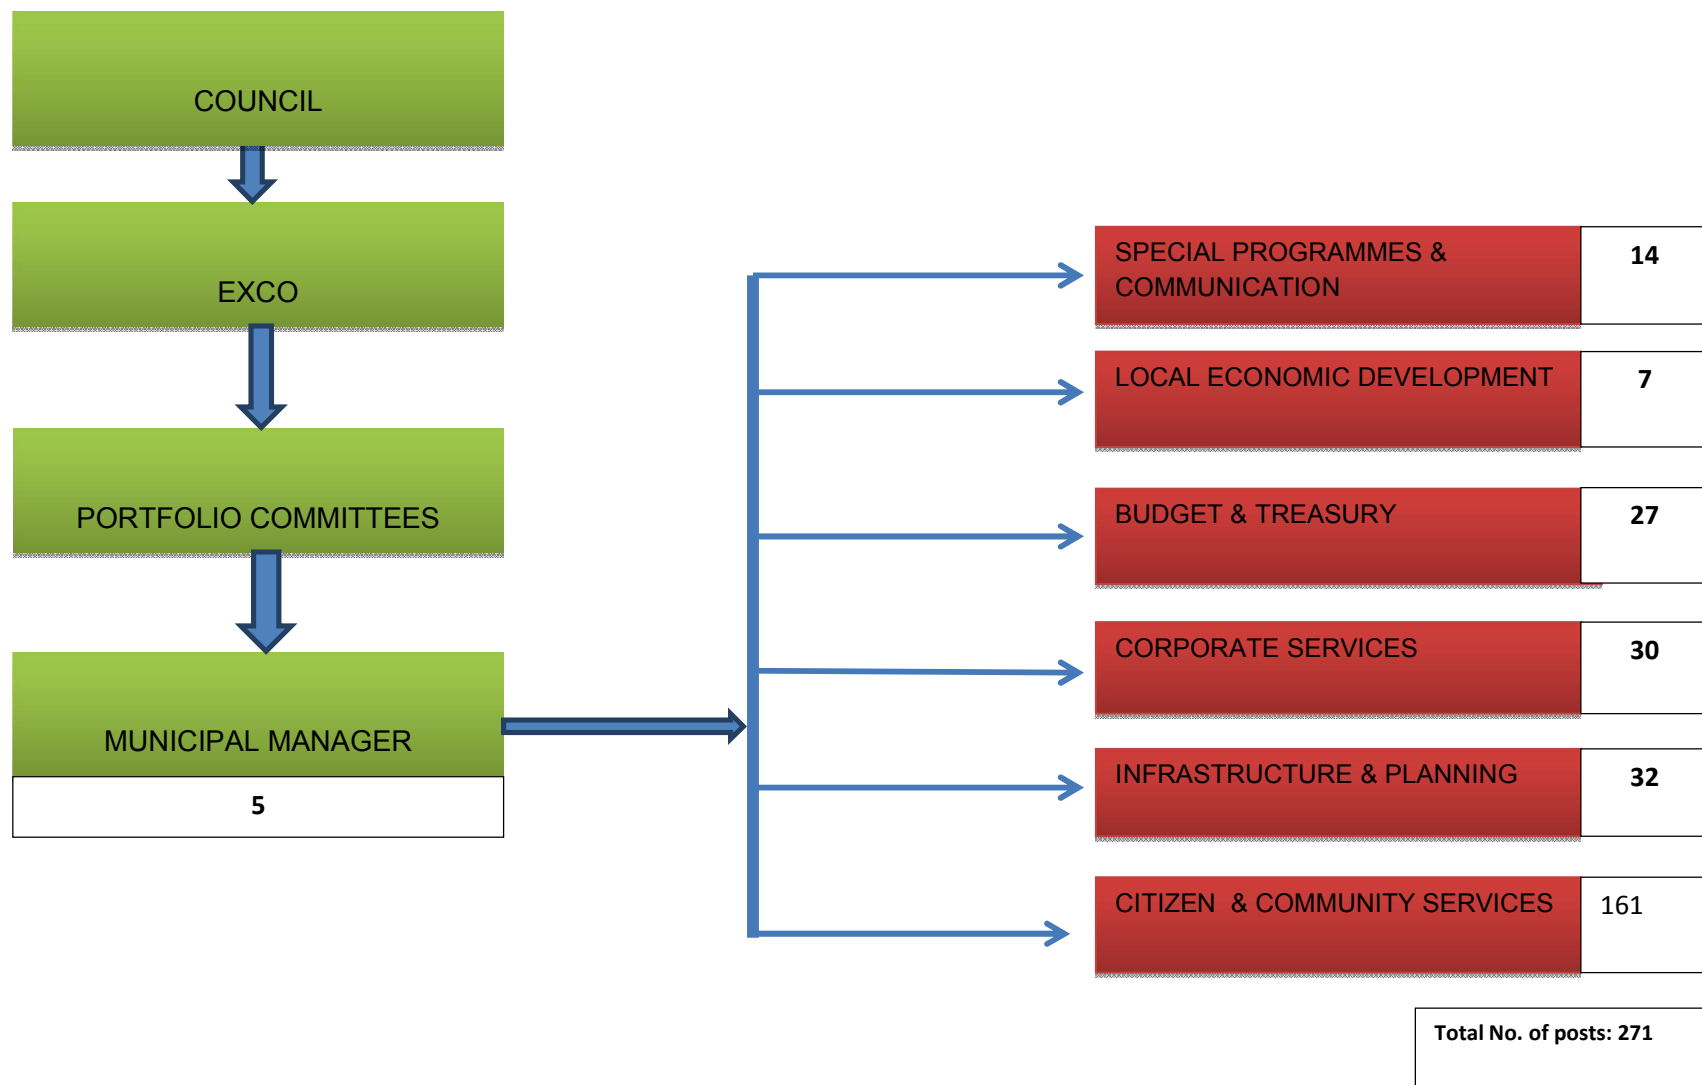 COUNCIL
EXCO
PORTFOLIO COMMITTEES
MUNICIPAL MANAGER
5
SPECIAL PROGRAMMES &
COMMUNICATION
14
LOCAL ECONOMIC DEVELOPMENT
7
BUDGET & TREASURY
27
CORPORATE SERVICES
30
INFRASTRUCTURE & PLANNING
32
CITIZEN & COMMUNITY SERVICES
161
Total No. of posts: 271